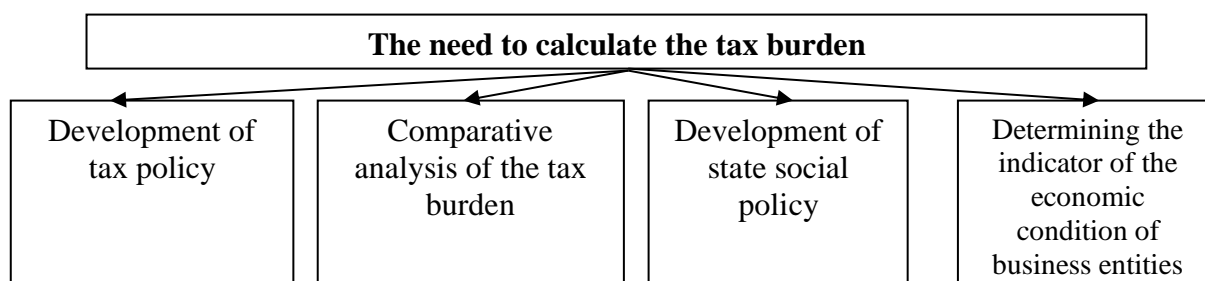 The need to calculate the tax burden
Development of
tax policy
Comparative
analysis of the tax
burden
Development of
state social
policy
Determining the
indicator of the
economic
condition of
business entities